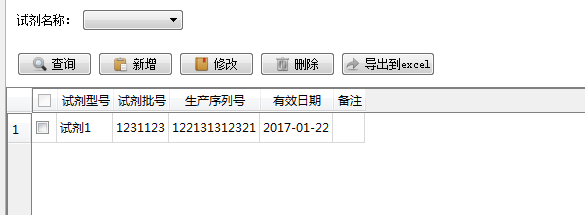 试剂名称：
查询 新增 修改 删除 导出到excel
试剂型号 试剂批号 生产序列号 有效日期 备注
1 试剂1 1231123 122131312321 2017-01-22